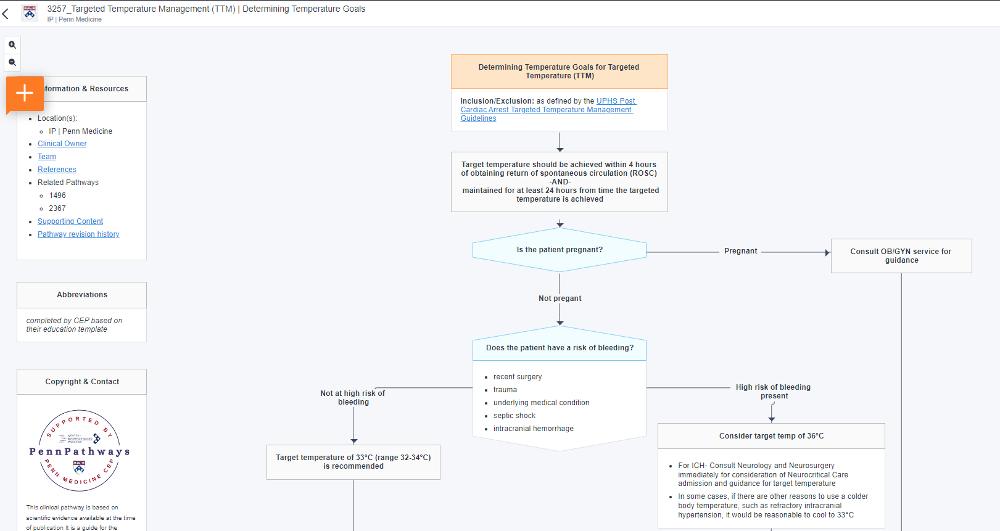 3257_Targeted Temperature Management (TTM) | Determining Temperature Goals
IP | Penn Medicine
nformation & Resources
Location(s):
IP | Penn Medicine
Clinical Owner
Team
References
Related Pathways
1496
2367
Supporting Content
Pathway revision history
Abbreviations
completed by CEP based on
their education template
Copyright & Contact
SUPPORTED BY
CENTER for
EVIDENCE-BASED
PRACTICE
PennPathways
PENN MEDICINE CEP
This clinical pathway is based on
scientific evidence available at the time
of publication It is a guide for the
Determining Temperature Goals for Targeted
Temperature (TTM)
Inclusion/Exclusion: as defined by the UPHS Post
Cardiac Arrest Targeted Temperature Management
Guidelines
Target temperature should be achieved within 4 hours
of obtaining return of spontaneous circulation (ROSC)
-AND-
maintained for at least 24 hours from time the targeted
temperature is achieved
Is the patient pregnant?
Pregnant
Consult OB/GYN service for
guidance
Not pregant
Does the patient have a risk of bleeding?
recent surgery
trauma
underlying medical condition
septic shock
intracranial hemorrhage
Not at high risk of
bleeding
Target temperature of 33°C (range 32-34°C)
is recommended
High risk of bleeding
present
Consider target temp of 36°C
For ICH- Consult Neurology and Neurosurgery
immediately for consideration of Neurocritical Care
admission and guidance for target temperature
In some cases, if there are other reasons to use a colder
body temperature, such as refractory intracranial
hypertension, it would be reasonable to cool to 33°C